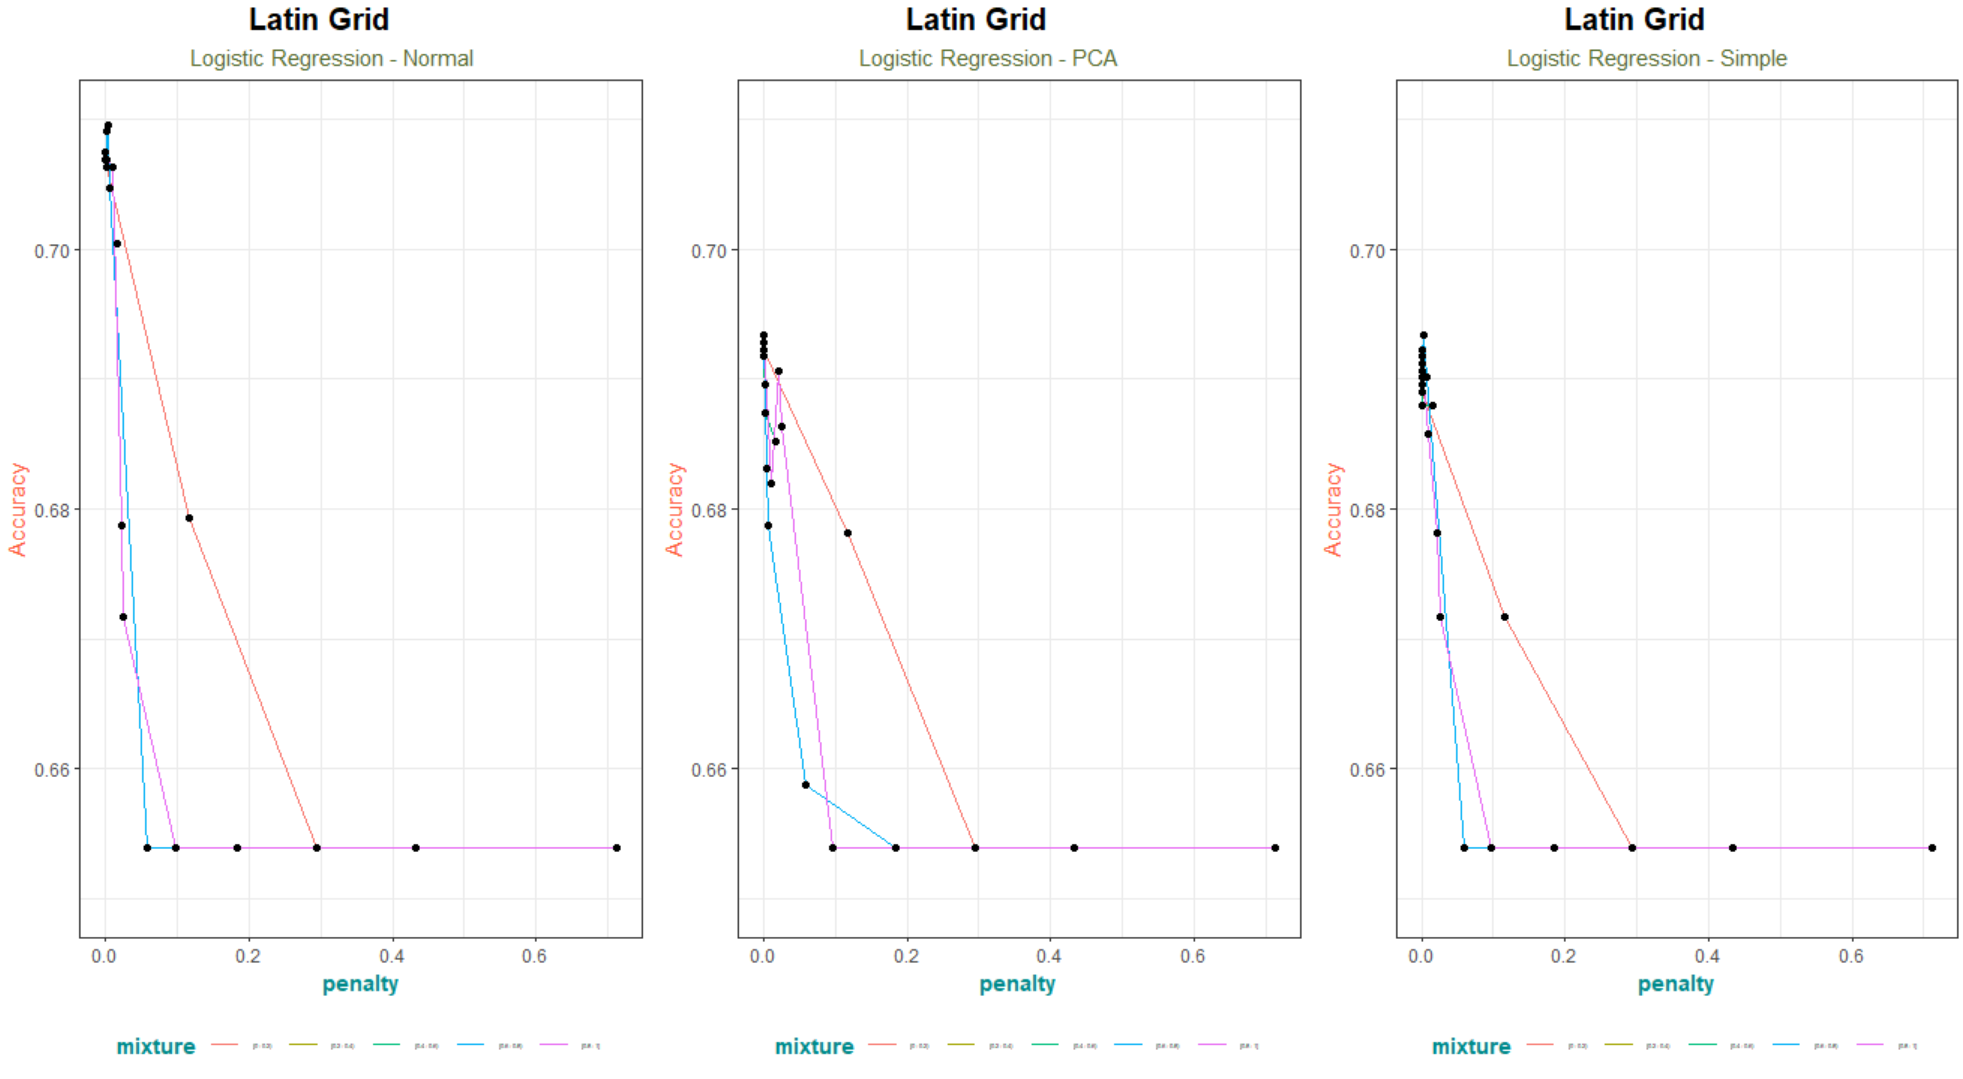 Latin Grid
Logistic Regression - Normal
Accuracy
0.70
0.68
0.66
0.0 0.2 0.4 0.6
penalty
mixture
Latin Grid
Logistic Regression - PCA
Accuracy
0.70
0.68
0.66
0.0 0.2 0.4 0.6
penalty
mixture
Latin Grid
Logistic Regression - Simple
Accuracy
0.70
0.68
0.66
0.0 0.2 0.4 0.6
penalty
mixture